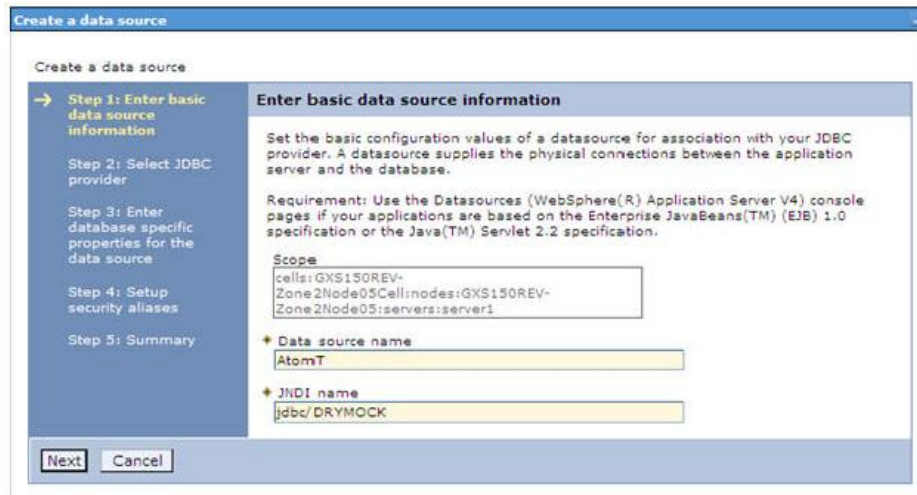 Create a data source
Create a data source
Step 1: Enter basic
data source
information
Step 2: Select JDBC
provider
Step 3: Enter
database specific
properties for the
data source
Step 4: Setup
security aliases
Step 5: Summary
Enter basic data source information
Set the basic configuration values of a datasource for association with your JDBC
provider. A datasource supplies the physical connections between the application
server and the database.
Requirement: Use the Datasources (WebSphere(R) Application Server V4) console
pages if your applications are based on the Enterprise JavaBeans(TM) (EJB) 1.0
specification or the Java(TM) Servlet 2.2 specification.
Scope
cells:GXS150REV-
Zone2Node05Cell:nodes:GXS150REV-
Zone2Node05:servers:server1
Data source name
AtomT
JNDI name
jdbc/DRYMOCK
Next Cancel